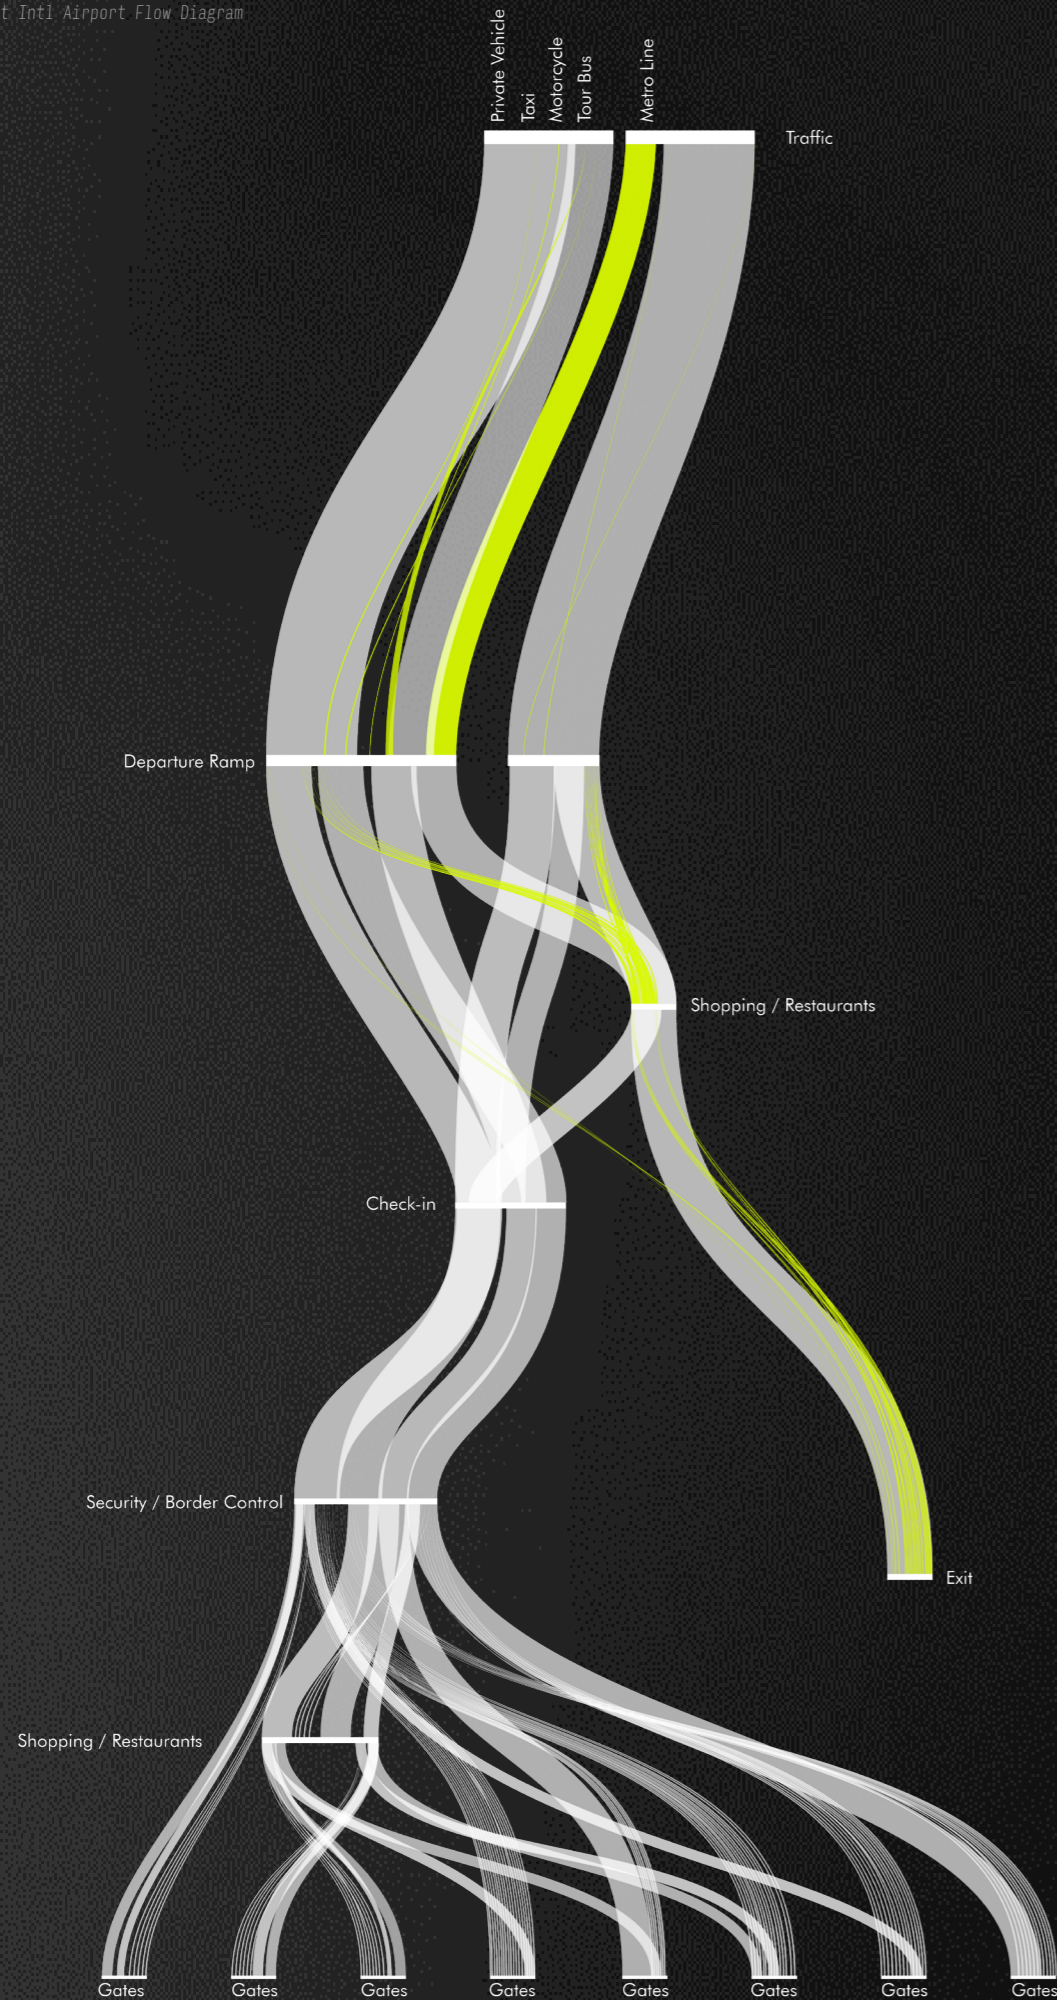 t Intl Airport Flow Diagram
Private Vehicle
Taxi
Motorcycle
Tour Bus
Metro Line
Traffic
Departure Ramp
Shopping / Restaurants
Check-in
Security / Border Control
Exit
Shopping / Restaurants
Gates
Gates
Gates
Gates
Gates
Gates
Gates
Gates